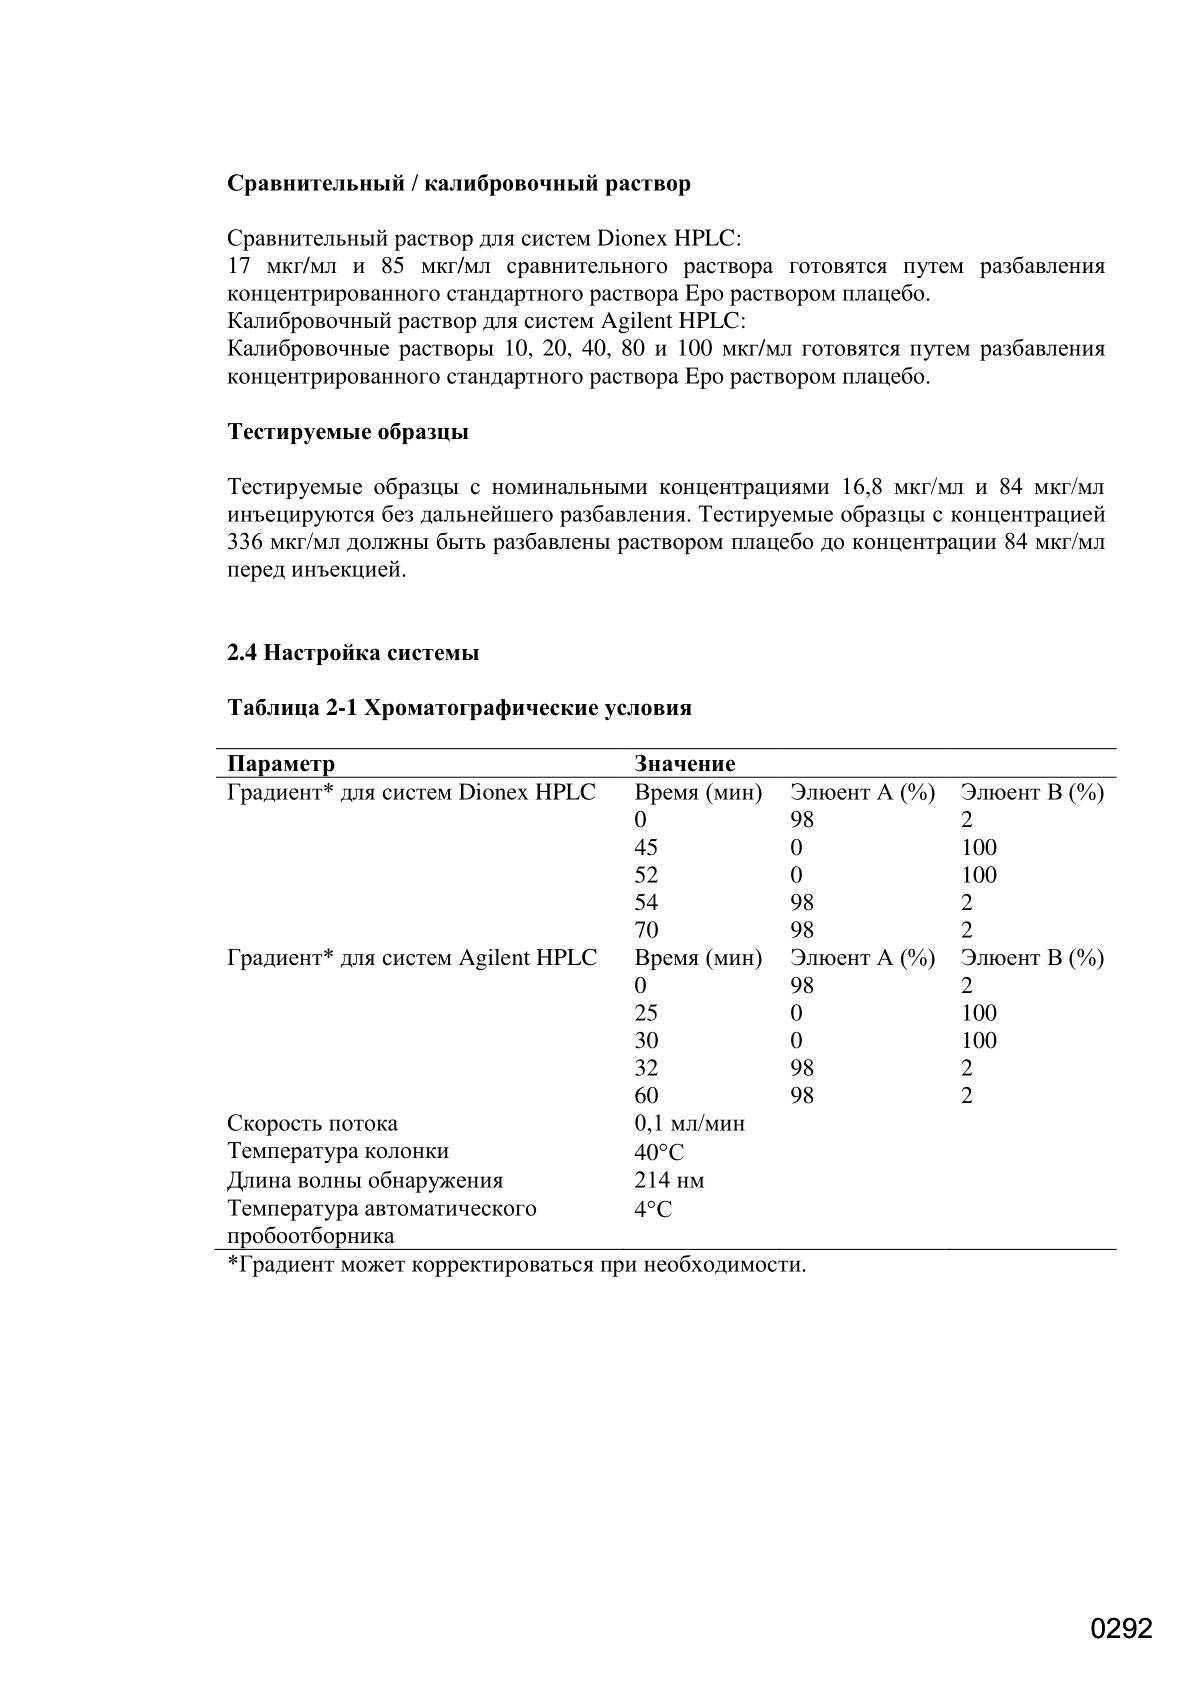 Сравнительный / калибровочный раствор
Сравнительный раствор для систем Dionex HPLC:
17 мкг/мл и 85 мкг/мл сравнительного раствора готовятся путем разбавления
концентрированного стандартного раствора Еро раствором плацебо.
Калибровочный раствор для систем Agilent HPLC:
Калибровочные растворы 10, 20, 40, 80 и 100 мкг/мл готовятся путем разбавления
концентрированного стандартного раствора Еро раствором плацебо.
Тестируемые образцы
Тестируемые образцы с номинальными концентрациями 16,8 мкг/мл и 84 мкг/мл
инъецируются без дальнейшего разбавления. Тестируемые образцы с концентрацией
336 мкг/мл должны быть разбавлены раствором плацебо до концентрации 84 мкг/мл
перед инъекцией.
2.4 Настройка системы
Таблица 2-1 Хроматографические условия
Параметр Значение
Градиент* для систем Dionex HPLC Время (мин) Элюент А (%) Элюент В (%)
0 98 2
45 0 100
52 0 100
54 98 2
70 98 2
Градиент* для систем Agilent HPLC Время (мин) Элюент А (%) Элюент В (%)
0 98 2
25 0 100
30 0 100
32 98 2
60 98 2
Скорость потока 0,1 мл/мин
Температура колонки 40°С
Длина волны обнаружения 214 нм
Температура автоматического 4°С
пробоотборника
*Градиент может корректироваться при необходимости.
0292